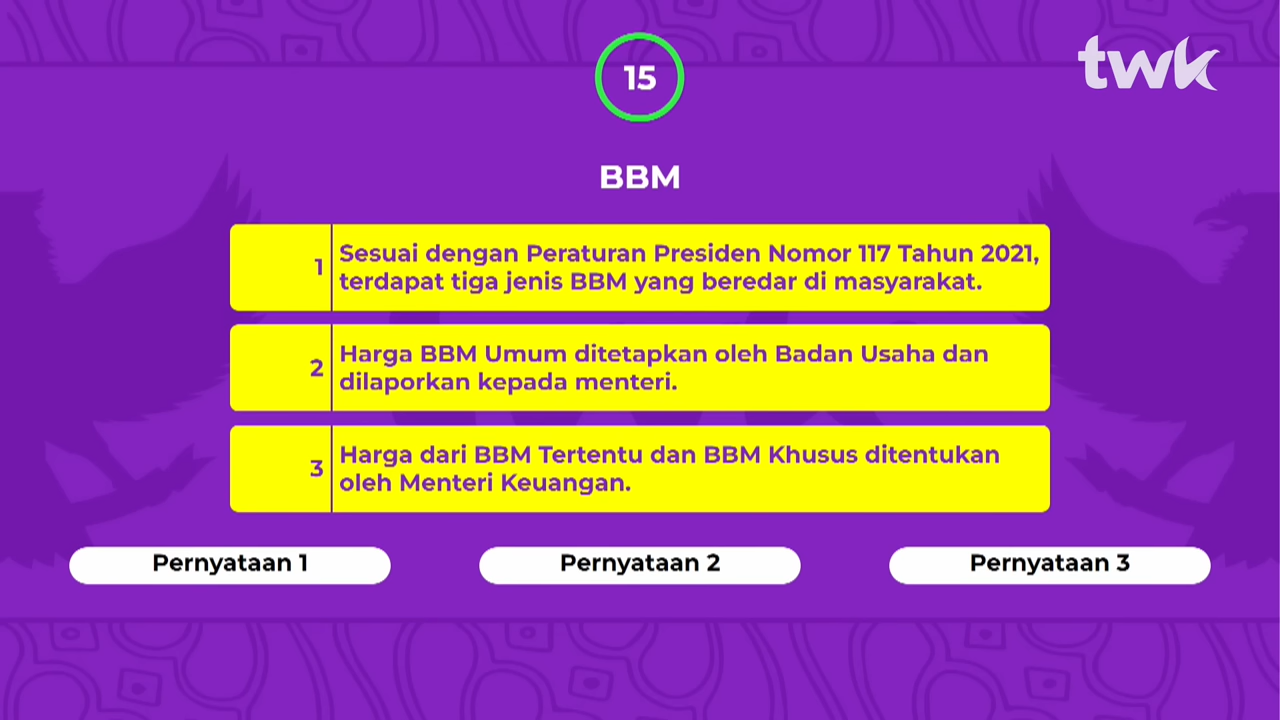 15
twk
BBM
1
Sesuai dengan Peraturan Presiden Nomor 117 Tahun 2021,
terdapat tiga jenis BBM yang beredar di masyarakat.
2
Harga BBM Umum ditetapkan oleh Badan Usaha dan
dilaporkan kepada menteri.
3
Harga dari BBM Tertentu dan BBM Khusus ditentukan
oleh Menteri Keuangan.
Pernyataan 1
Pernyataan 2
Pernyataan 3